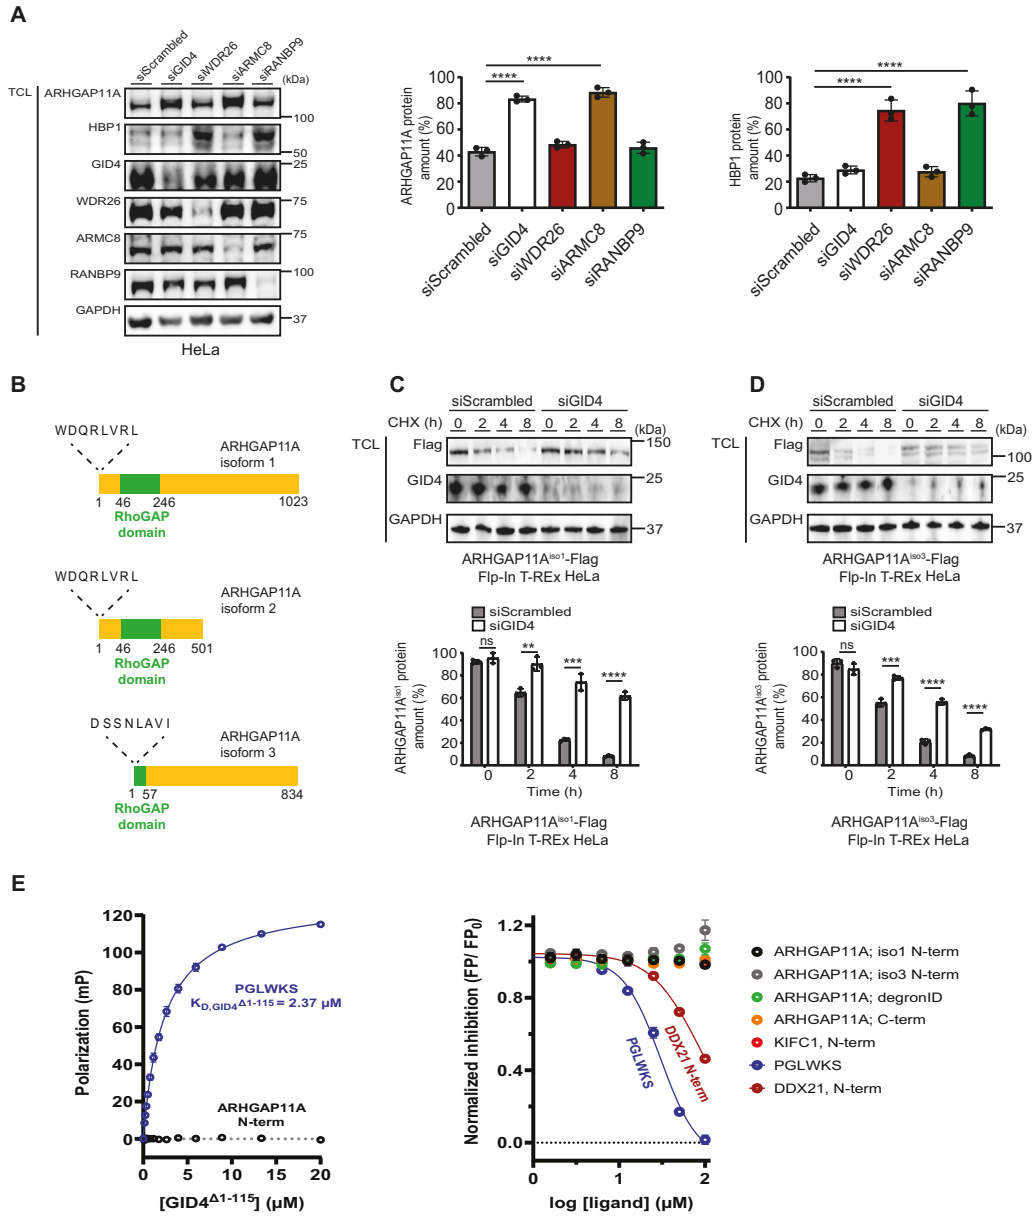 A
siScrambled
siGID4
siWDR26
siARMC8
siRANBP9
(kDa)
TCL
ARHGAP11A
100
HBP1
50
GID4
25
WDR26
75
ARMC8
75
RANBP9
100
GAPDH
37
HeLa
ARHGAP11A protein
amount (%)
100
80
60
40
20
0
****
****
siScrambled
siGID4
siWDR26
siARMC8
siRANBP9
HBP1 protein
amount (%)
100
80
60
40
20
0
****
****
siScrambled
siGID4
siWDR26
siARMC8
siRANBP9
B
WDQRLVRL
ARHGAP11A
isoform 1
1 46 246 1023
RhoGAP
domain
WDQRLVRL
ARHGAP11A
isoform 2
1 46 246 501
RhoGAP
domain
DSSNLAVI
ARHGAP11A
isoform 3
1 57 834
RhoGAP
domain
C
siScrambled siGID4
CHX (h) 0 2 4 8 0 2 4 8
(kDa)
TCL
Flag
150
GID4
25
GAPDH
37
ARHGAP11Aiso1-Flag
Flp-In T-REx HeLa
siScrambled
siGID4
ARHGAP11Aiso1 protein
amount (%)
100
80
60
40
20
0
ns ** *** ****
0 2 4 8
Time (h)
ARHGAP11Aiso1-Flag
Flp-In T-REx HeLa
D
siScrambled siGID4
CHX (h) 0 2 4 8 0 2 4 8
(kDa)
TCL
Flag
100
GID4
25
GAPDH
37
ARHGAP11Aiso3-Flag
Flp-In T-REx HeLa
siScrambled
siGID4
ARHGAP11Aiso3 protein
amount (%)
100
80
60
40
20
0
ns *** **** ****
0 2 4 8
Time (h)
ARHGAP11Aiso3-Flag
Flp-In T-REx HeLa
E
Polarization (mP)
120
100
80
60
40
20
0
PGLWKS
KD,GID4Δ1-115 = 2.37 µM
ARHGAP11A
N-term
0 5 10 15 20
[GID4Δ1-115] (µM)
Normalized inhibition (FP/ FP0)
1.2
0.8
0.4
0.0
PGLWKS
DDX21 N-term
0 1 2
log [ligand] (µM)
ARHGAP11A; iso1 N-term
ARHGAP11A; iso3 N-term
ARHGAP11A; degronID
ARHGAP11A; C-term
KIFC1, N-term
PGLWKS
DDX21, N-term